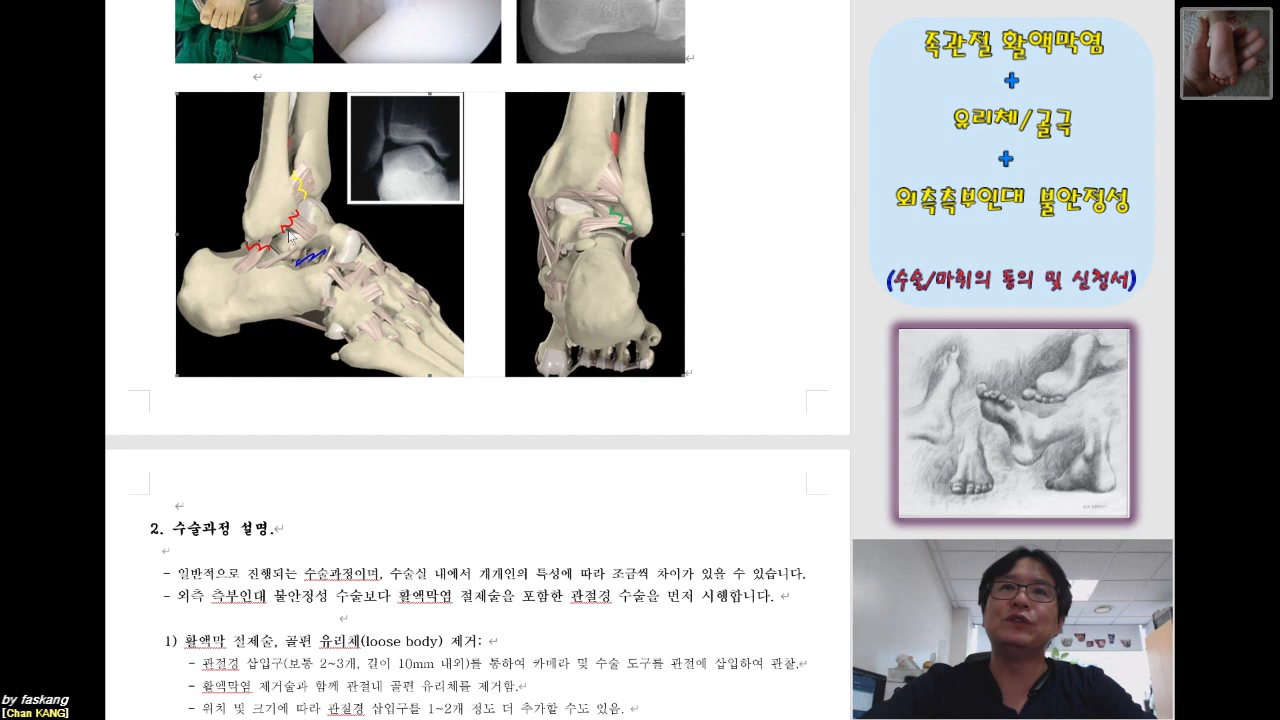 족관절 활액막염
+
유리체/골극
+
외측측부인대 불안정성
(수술/마취의 동의 및 신청서)
2. 수술과정 설명.
- 일반적으로 진행되는 수술과정이며, 수술실 내에서 개개인의 특성에 따라 조금씩 차이가 있을 수 있습니다.
- 외측 측부인대 불안정성 수술보다 활액막염 절제술을 포함한 관절경 수술을 먼저 시행합니다.
1) 활액막 절제술, 골편 유리체(loose body) 제거:
- 관절경 삽입구(보통 2~3개, 길이 10mm 내외)를 통하여 카메라 및 수술 도구를 관절에 삽입하여 관찰.
- 활액막염 제거술과 함께 관절내 골편 유리체를 제거함.
- 위치 및 크기에 따라 관절경 삽입구를 1~2개 정도 더 추가할 수도 있음.
by faskang
[Chan KANG]